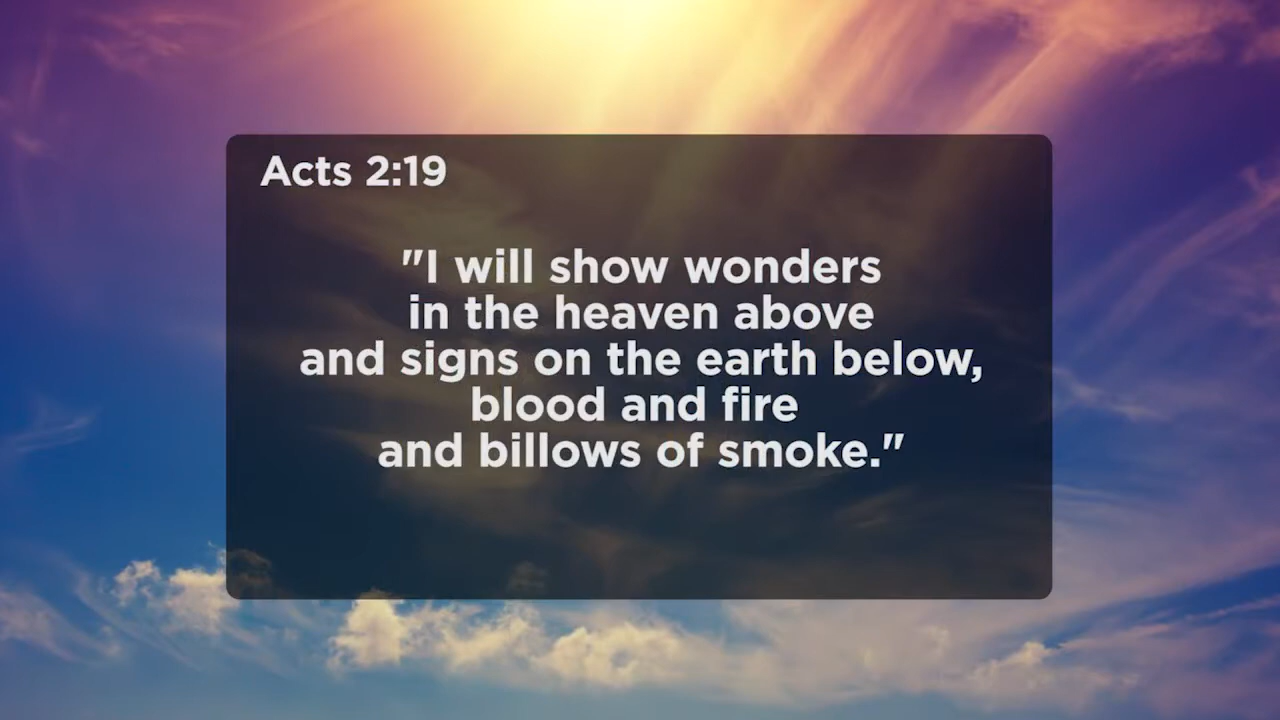 Acts 2:19
"I will show wonders
in the heaven above
and signs on the earth below,
blood and fire
and billows of smoke."